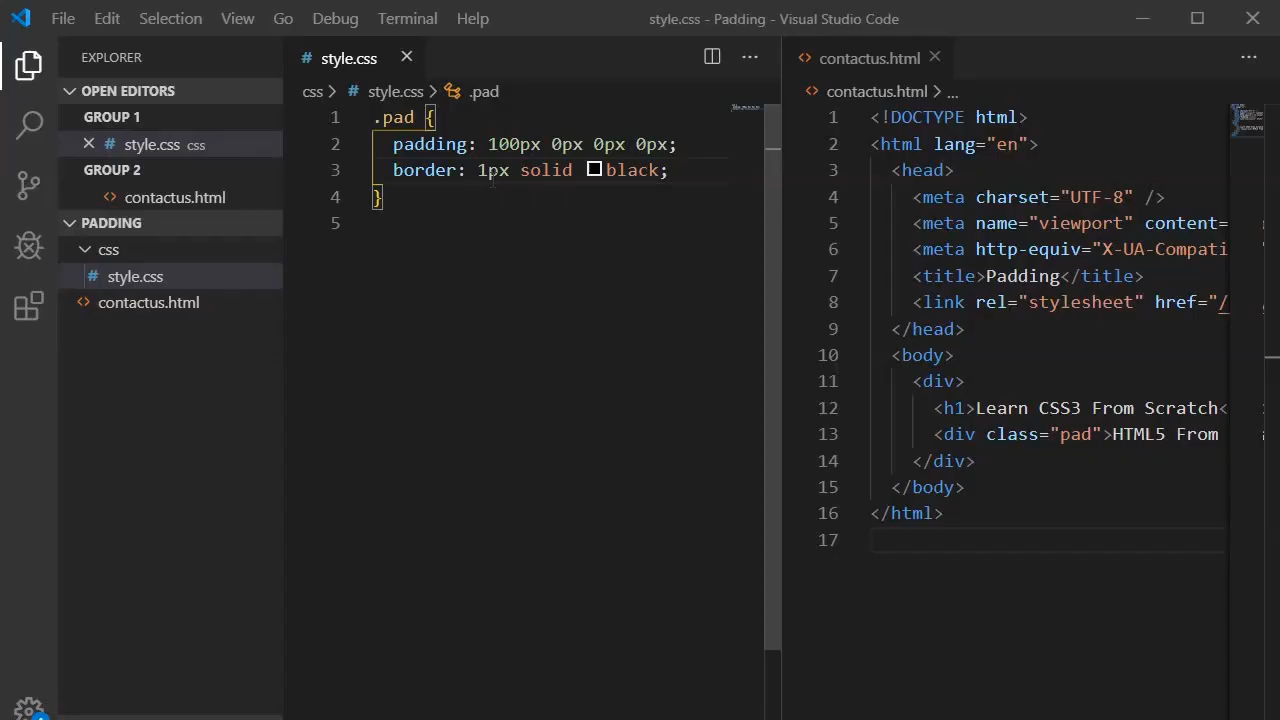 File Edit Selection View Go Debug Terminal Help style.css - Padding - Visual Studio Code
EXPLORER
OPEN EDITORS
GROUP 1
style.css css
GROUP 2
contactus.html
PADDING
css
style.css
contactus.html
# style.css
css > # style.css > .pad
1 .pad {
2 padding: 100px 0px 0px 0px;
3 border: 1px solid black;
4 }
5
contactus.html
contactus.html > ...
1 <!DOCTYPE html>
2 <html lang="en">
3 <head>
4 <meta charset="UTF-8" />
5 <meta name="viewport" content=
6 <meta http-equiv="X-UA-Compati
7 <title>Padding</title>
8 <link rel="stylesheet" href="/
9 </head>
10 <body>
11 <div>
12 <h1>Learn CSS3 From Scratch<
13 <div class="pad">HTML5 From
14 </div>
15 </body>
16 </html>
17